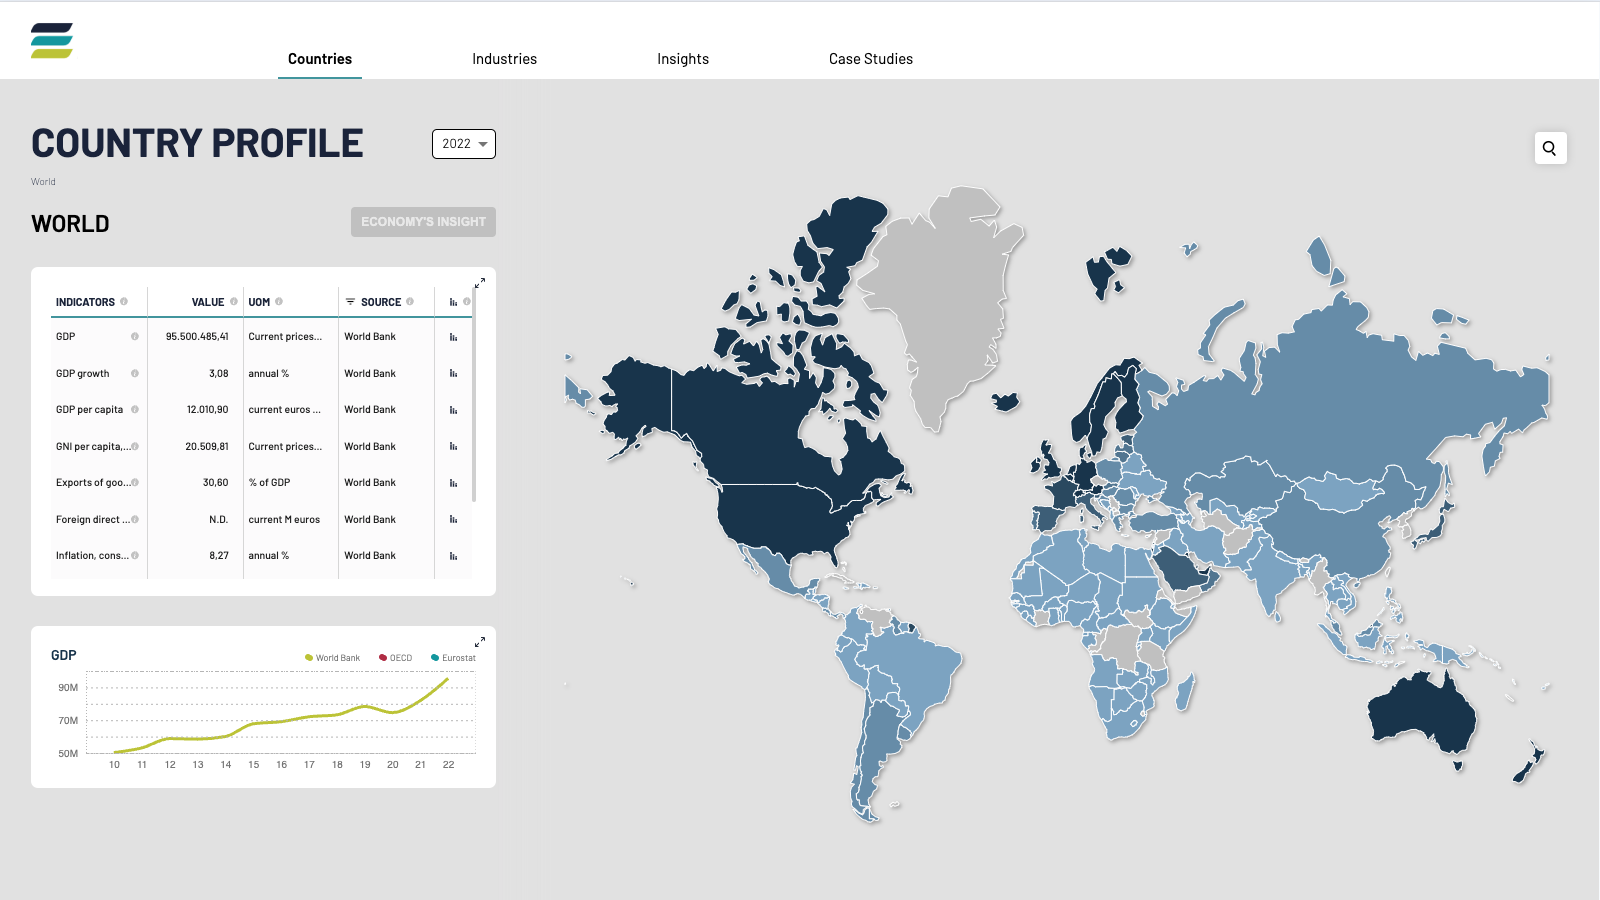 Countries Industries Insights Case Studies
COUNTRY PROFILE 2022
World
WORLD ECONOMY'S INSIGHT
INDICATORS VALUE UOM SOURCE
GDP 95.500.485,41 Current prices... World Bank
GDP growth 3,08 annual % World Bank
GDP per capita 12.010,90 current euros ... World Bank
GNI per capita,... 20.509,81 Current prices... World Bank
Exports of goo... 30,60 % of GDP World Bank
Foreign direct ... N.D. current M euros World Bank
Inflation, cons... 8,27 annual % World Bank
GDP
World Bank OECD Eurostat
90M
70M
50M
10 11 12 13 14 15 16 17 18 19 20 21 22